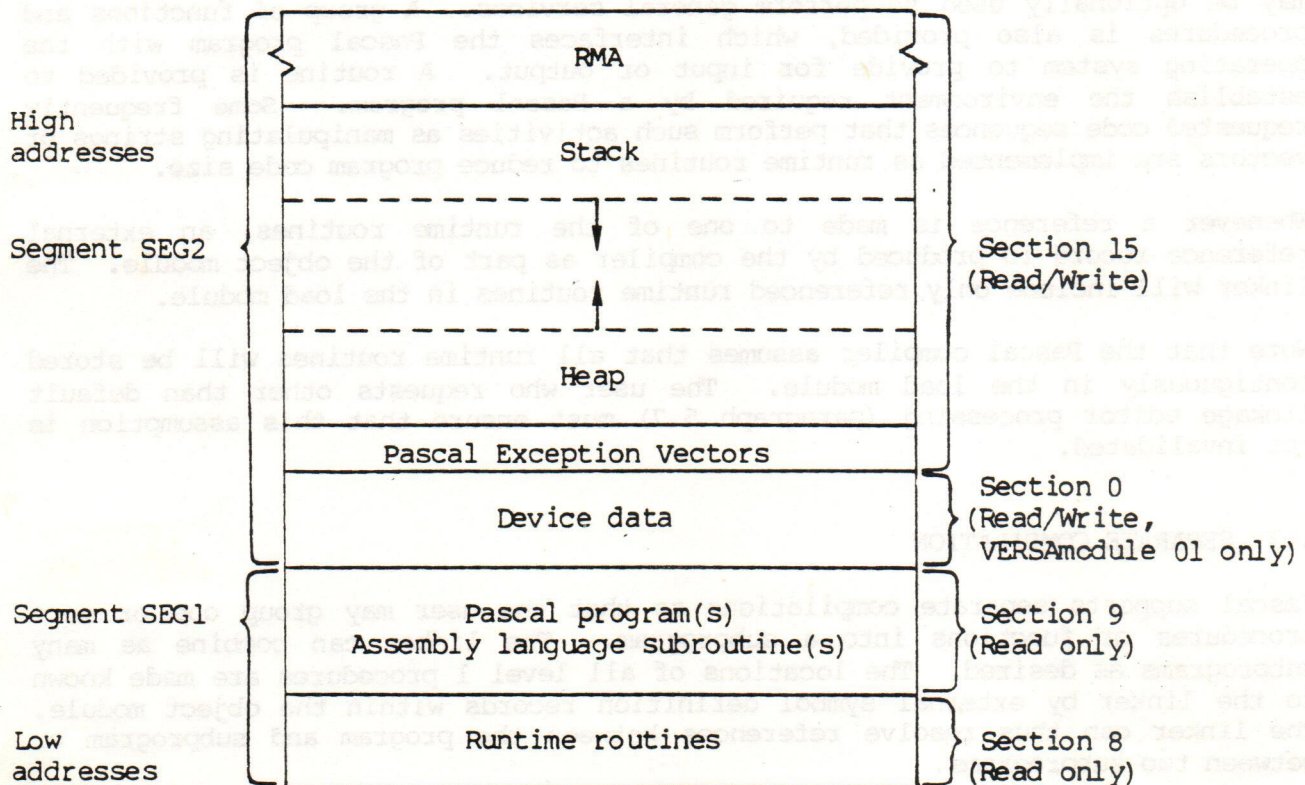 RMA
High
addresses
Stack
Segment SEG2
Section 15
(Read/Write)
Heap
Pascal Exception Vectors
Device data
Section 0
(Read/Write,
VERSAmodule 01 only)
Segment SEG1
Pascal program(s)
Assembly language subroutine(s)
Section 9
(Read only)
Low
addresses
Runtime routines
Section 8
(Read only)